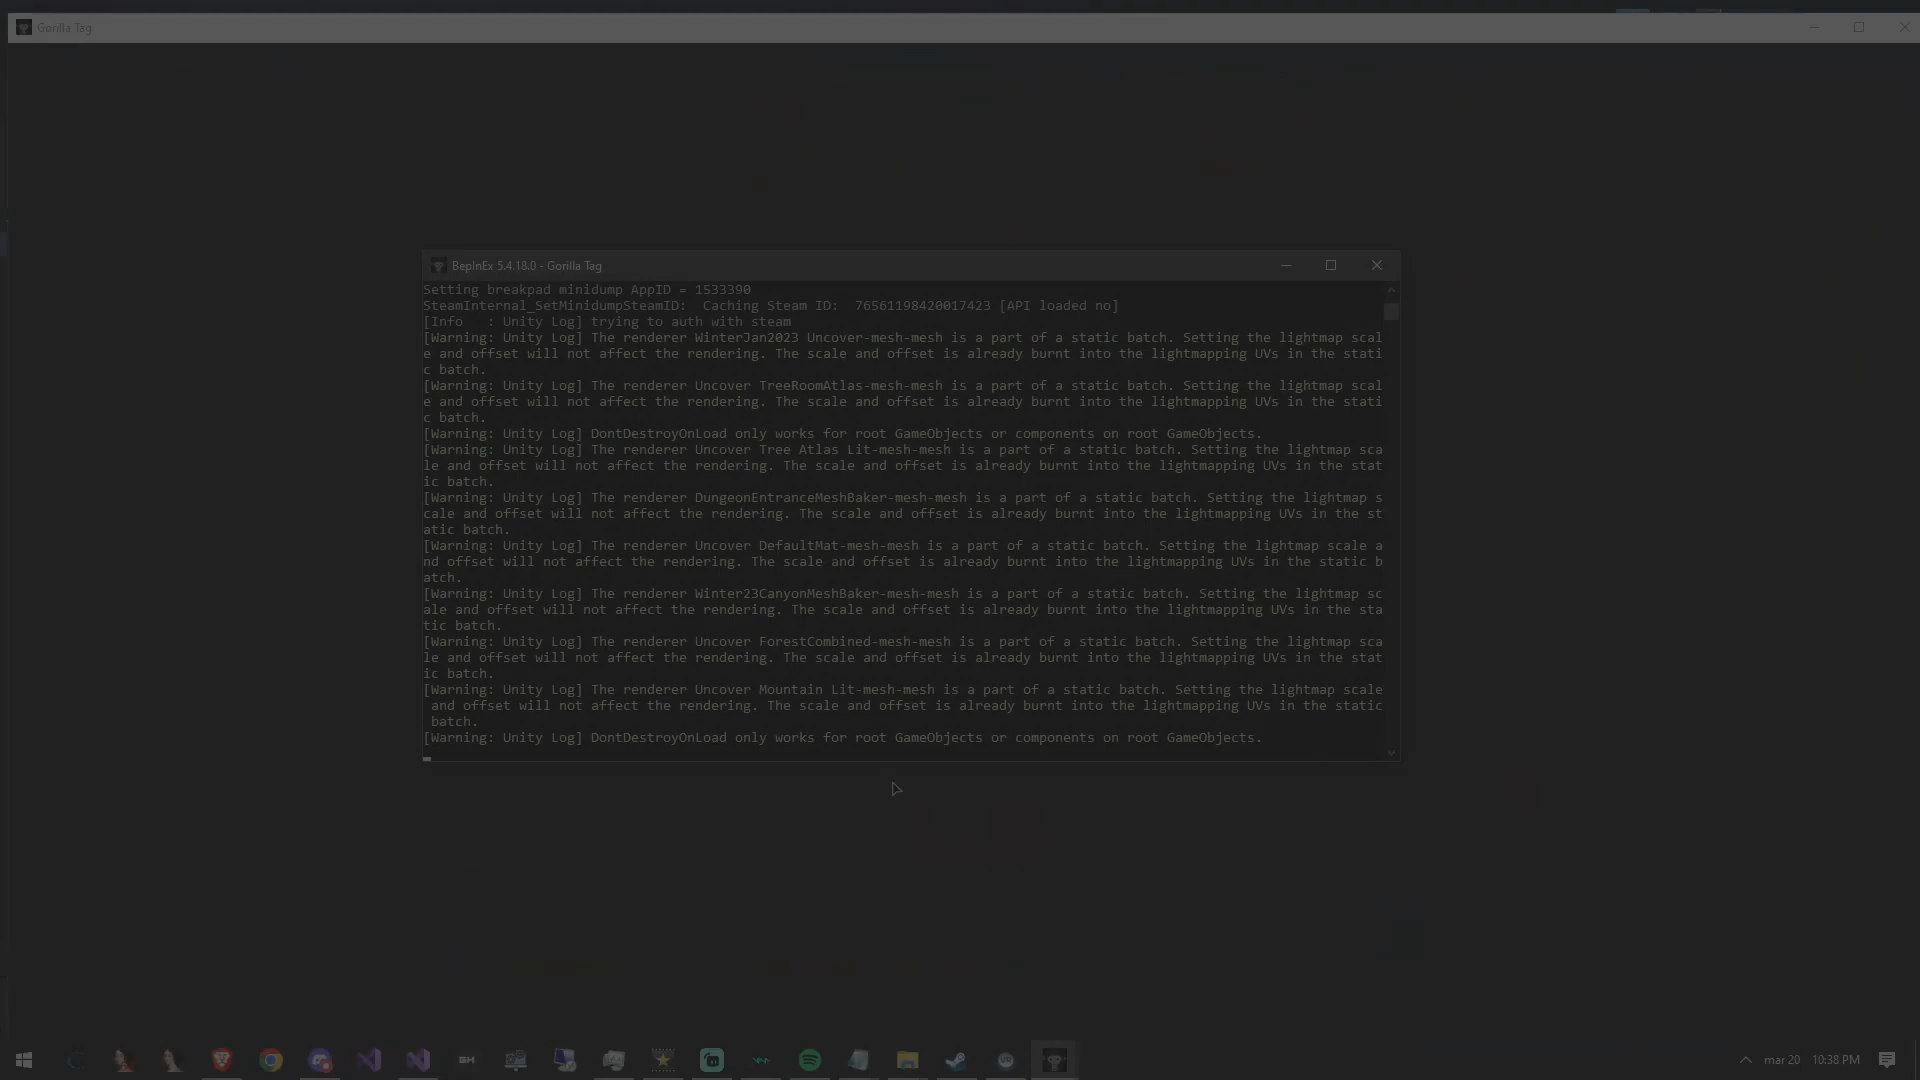 Gorilla Tag
BepInEx 5.4.18.0 - Gorilla Tag
Setting breakpad minidump AppID = 1533390
SteamInternal_SetMinidumpSteamID:  Caching Steam ID:  76561198420017423 [API loaded no]
[Info   : Unity Log] trying to auth with steam
[Warning: Unity Log] The renderer WinterJan2023 Uncover-mesh-mesh is a part of a static batch. Setting the lightmap scal
e and offset will not affect the rendering. The scale and offset is already burnt into the lightmapping UVs in the stati
c batch.
[Warning: Unity Log] The renderer Uncover TreeRoomAtlas-mesh-mesh is a part of a static batch. Setting the lightmap scal
e and offset will not affect the rendering. The scale and offset is already burnt into the lightmapping UVs in the stati
c batch.
[Warning: Unity Log] DontDestroyOnLoad only works for root GameObjects or components on root GameObjects.
[Warning: Unity Log] The renderer Uncover Tree Atlas Lit-mesh-mesh is a part of a static batch. Setting the lightmap sca
le and offset will not affect the rendering. The scale and offset is already burnt into the lightmapping UVs in the stat
ic batch.
[Warning: Unity Log] The renderer DungeonEntranceMeshBaker-mesh-mesh is a part of a static batch. Setting the lightmap s
cale and offset will not affect the rendering. The scale and offset is already burnt into the lightmapping UVs in the st
atic batch.
[Warning: Unity Log] The renderer Uncover DefaultMat-mesh-mesh is a part of a static batch. Setting the lightmap scale a
nd offset will not affect the rendering. The scale and offset is already burnt into the lightmapping UVs in the static b
atch.
[Warning: Unity Log] The renderer Winter23CanyonMeshBaker-mesh-mesh is a part of a static batch. Setting the lightmap sc
ale and offset will not affect the rendering. The scale and offset is already burnt into the lightmapping UVs in the sta
tic batch.
[Warning: Unity Log] The renderer Uncover ForestCombined-mesh-mesh is a part of a static batch. Setting the lightmap sca
le and offset will not affect the rendering. The scale and offset is already burnt into the lightmapping UVs in the stat
ic batch.
[Warning: Unity Log] The renderer Uncover Mountain Lit-mesh-mesh is a part of a static batch. Setting the lightmap scale
 and offset will not affect the rendering. The scale and offset is already burnt into the lightmapping UVs in the static
 batch.
[Warning: Unity Log] DontDestroyOnLoad only works for root GameObjects or components on root GameObjects.
GH
mar 20 10:38 PM